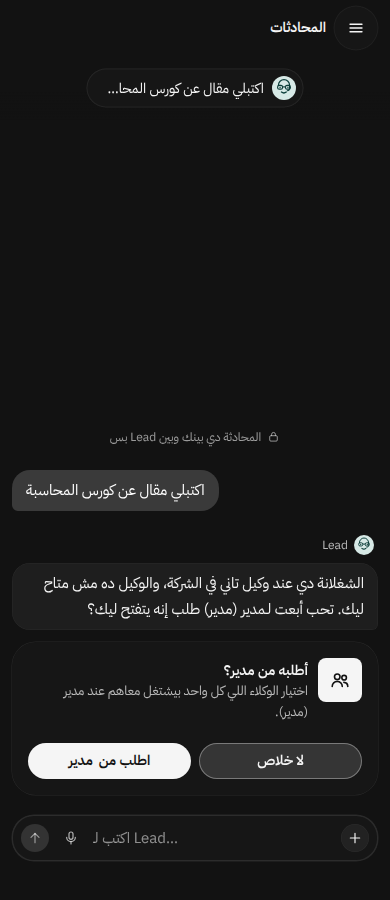 المحادثات
اكتبلي مقال عن كورس المحا...
المحادثة دي بينك وبين Lead بس
اكتبلي مقال عن كورس المحاسبة
Lead
الشغلانة دي عند وكيل تاني في الشركة، والوكيل ده مش متاح
ليك. تحب أبعت لـمدير (مدير) طلب إنه يتفتح ليك؟
أطلبه من مدير؟
اختيار الوكلاء اللي كل واحد بيشتغل معاهم عند مدير
(مدير).
لا خلاص
اطلب من مدير
اكتب لـ Lead...